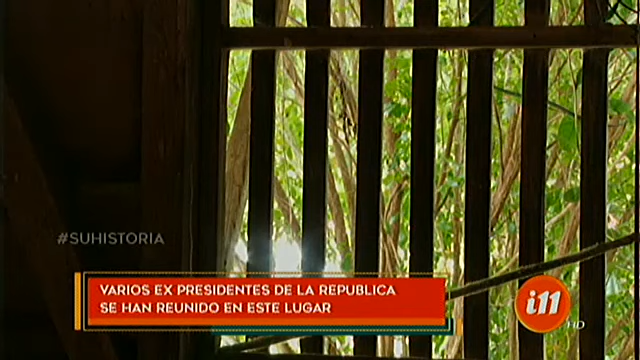 #SUHISTORIA
VARIOS EX PRESIDENTES DE LA REPUBLICA
SE HAN REUNIDO EN ESTE LUGAR
i11
HD